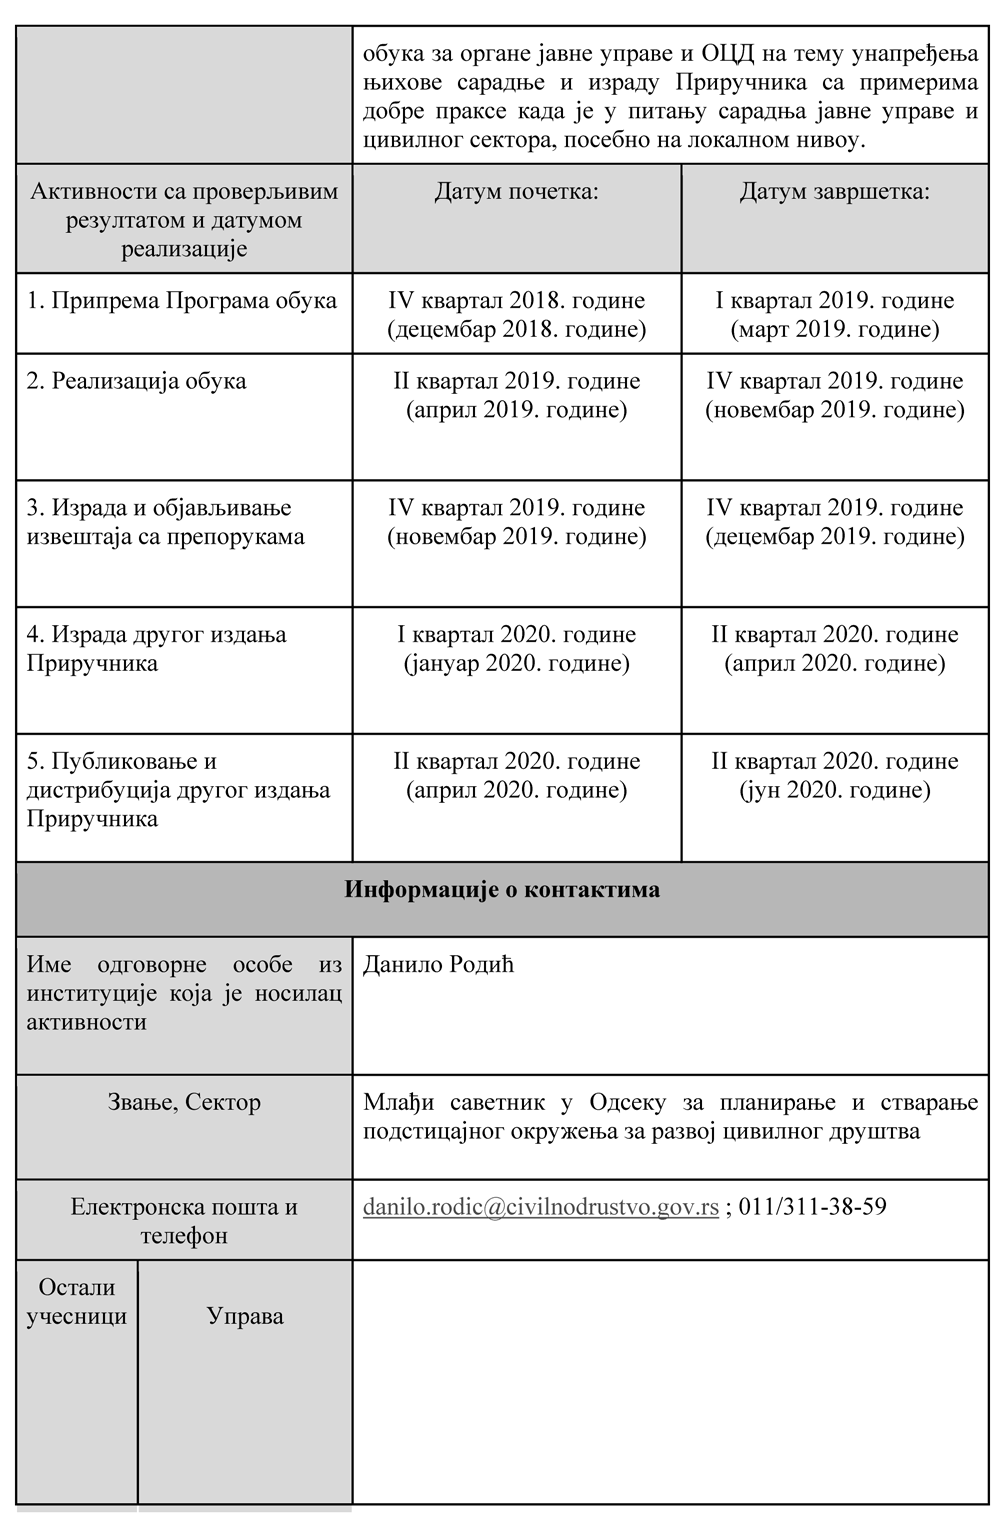 обука за органе јавне управе и ОЦД на тему унапређења
њихове сарадње и израду Приручника са примерима
добре праксе када је у питању сарадња јавне управе и
цивилног сектора, посебно на локалном нивоу.
Активности са проверљивим
резултатом и датумом
реализације
Датум почетка:
Датум завршетка:
1. Припрема Програма обука
IV квартал 2018. године
(децембар 2018. године)
I квартал 2019. године
(март 2019. године)
2. Реализација обука
II квартал 2019. године
(април 2019. године)
IV квартал 2019. године
(новембар 2019. године)
3. Израда и објављивање
извештаја са препорукама
IV квартал 2019. године
(новембар 2019. године)
IV квартал 2019. године
(децембар 2019. године)
4. Израда другог издања
Приручника
I квартал 2020. године
(јануар 2020. године)
II квартал 2020. године
(април 2020. године)
5. Публиковање и
дистрибуција другог издања
Приручника
II квартал 2020. године
(април 2020. године)
II квартал 2020. године
(јун 2020. године)
Информације о контактима
Име одговорне особе из
институције која је носилац
активности
Данило Родић
Звање, Сектор
Млађи саветник у Одсеку за планирање и стварање
подстицајног окружења за развој цивилног друштва
Електронска пошта и
телефон
danilo.rodic@civilnodrustvo.gov.rs ; 011/311-38-59
Остали
учесници
Управа